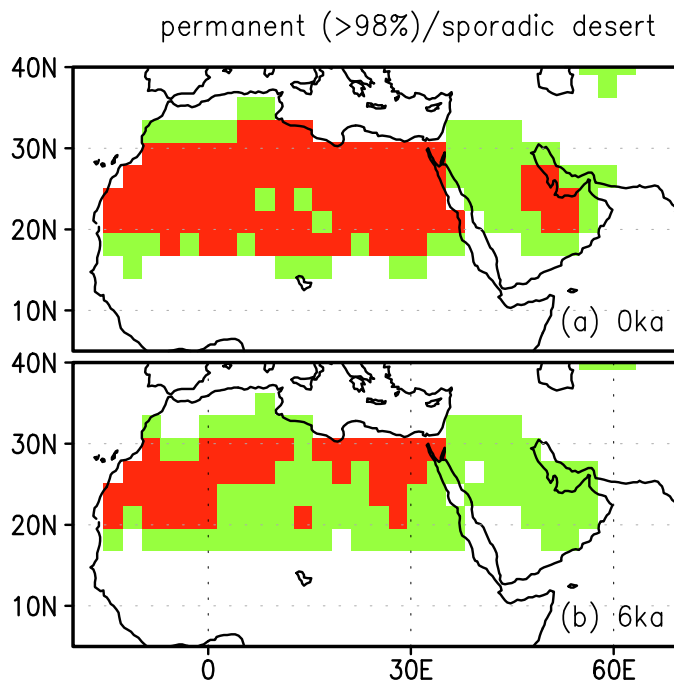 permanent (>98%)/sporadic desert
40N
30N
20N
10N
(a) 0ka
40N
30N
20N
10N
(b) 6ka
0 30E 60E